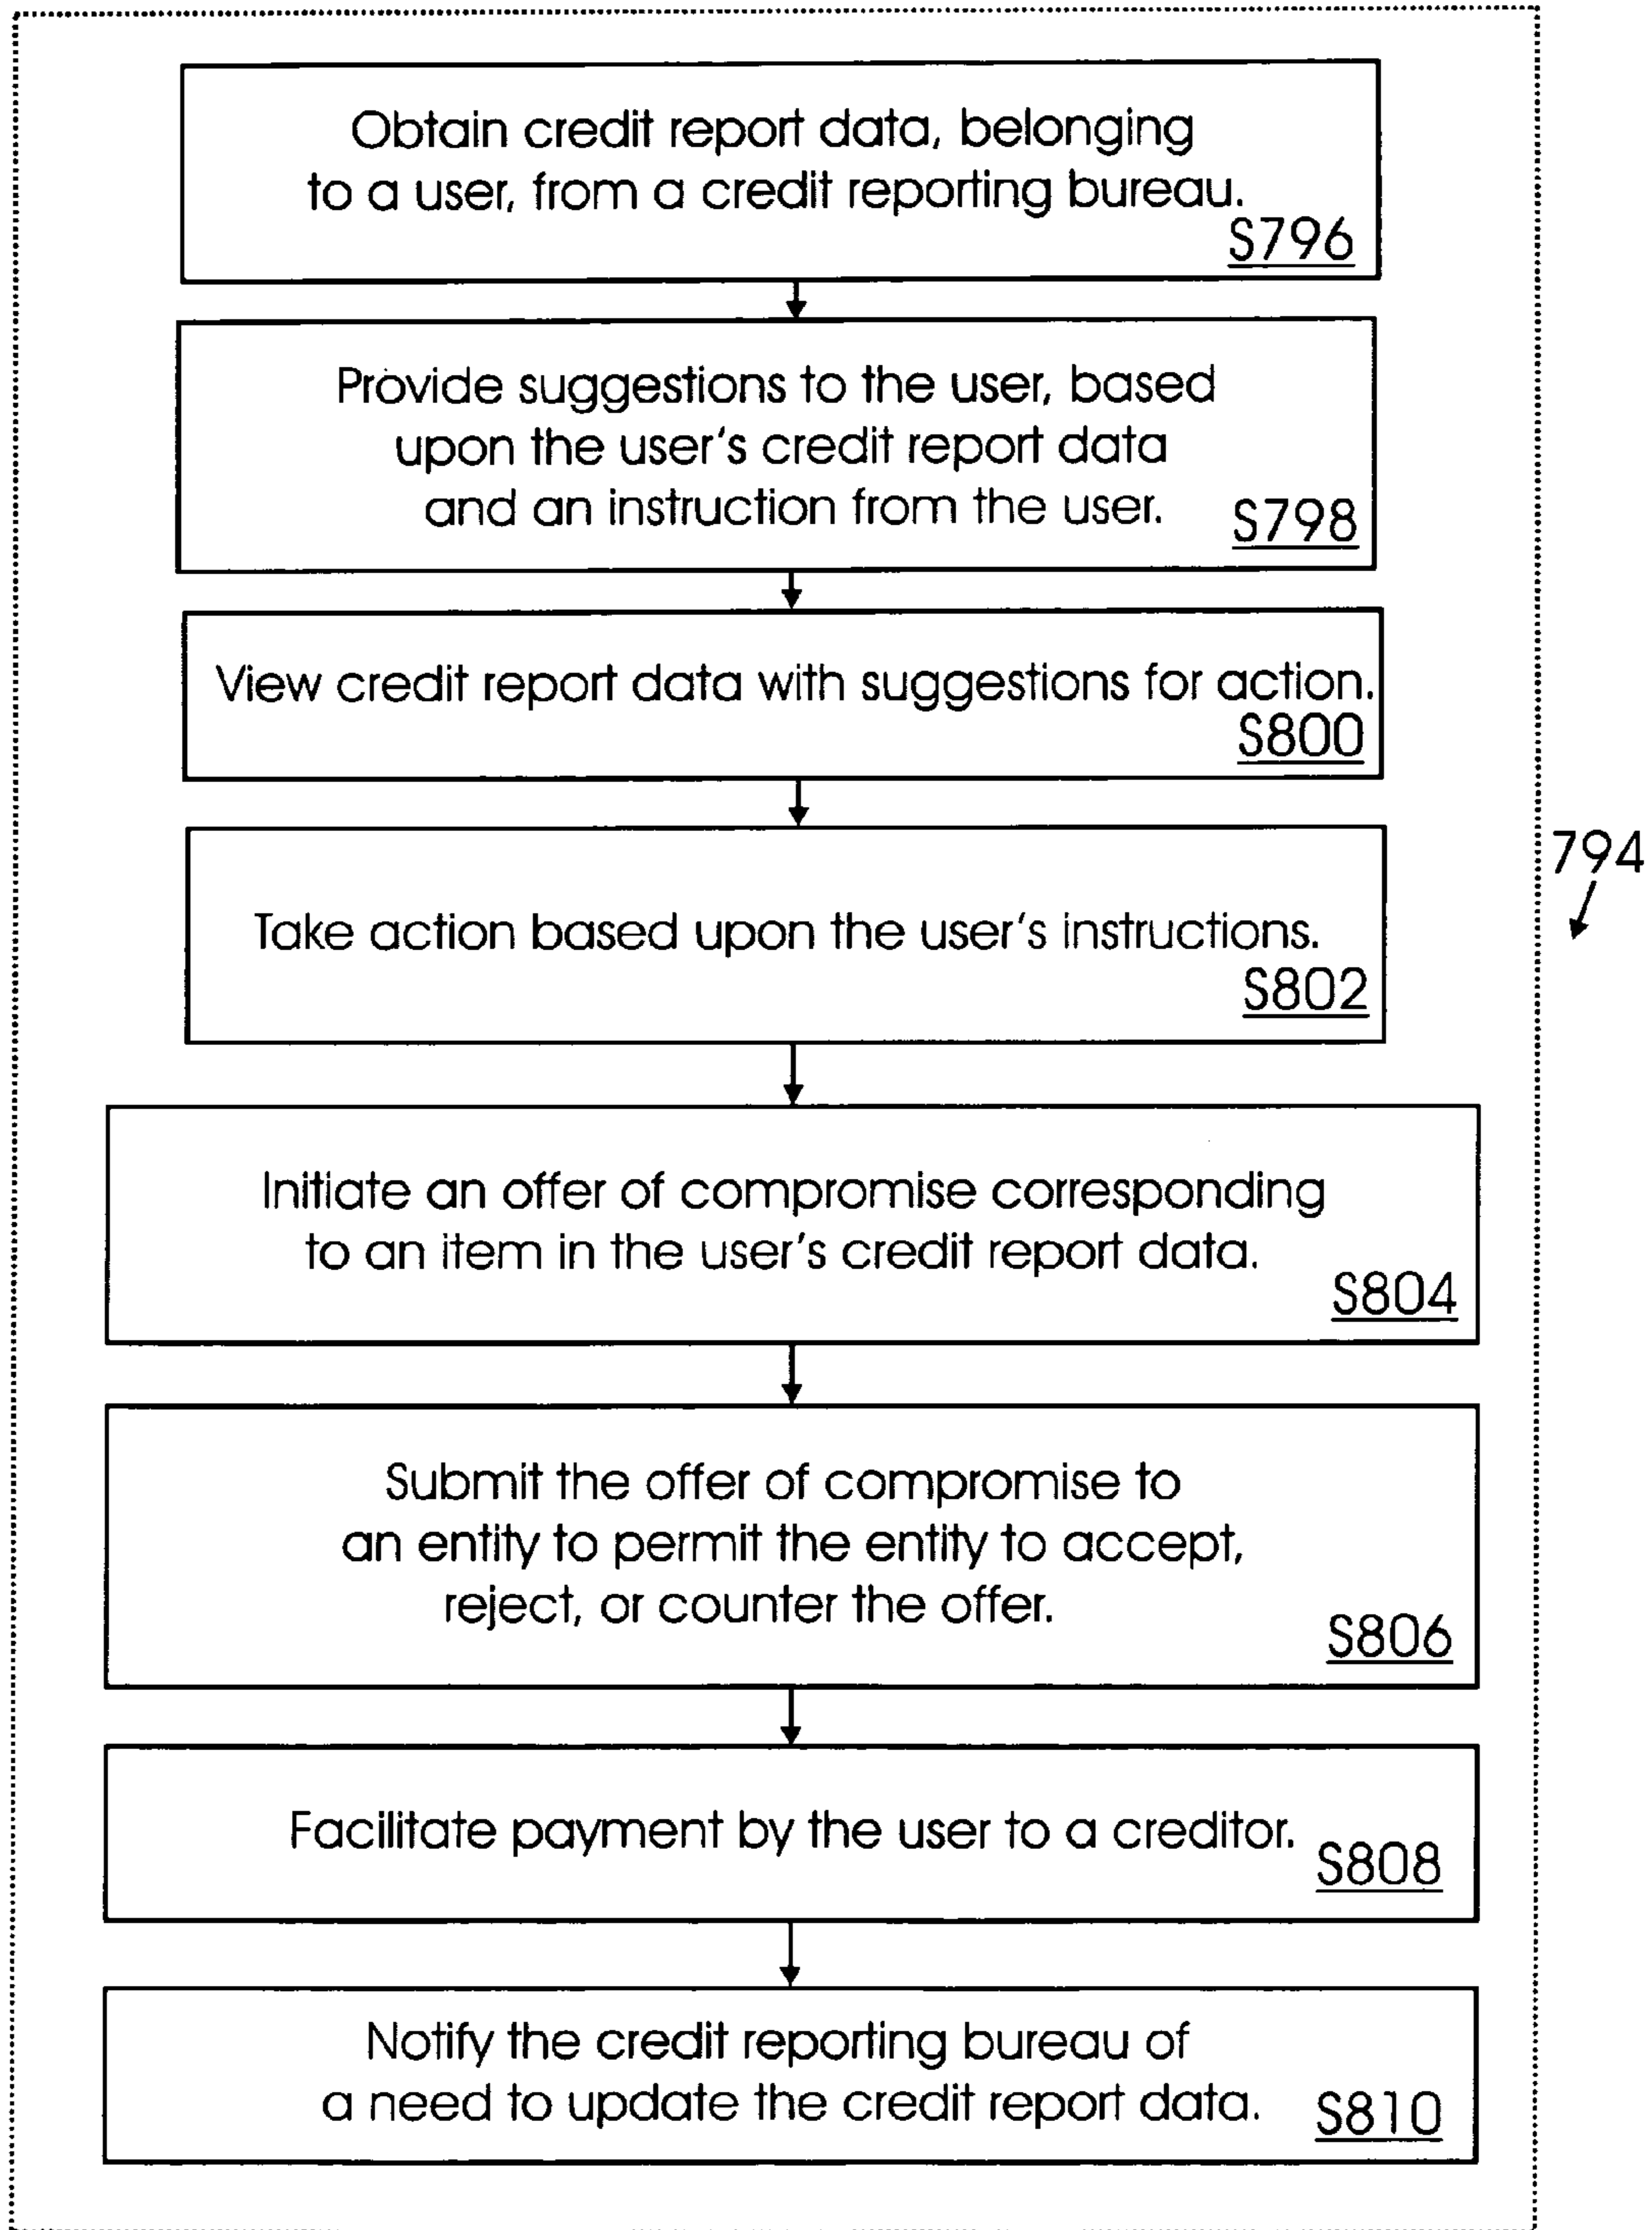 Obtain credit report data, belonging
to a user, from a credit reporting bureau.
S796
Provide suggestions to the user, based
upon the user's credit report data
and an instruction from the user.
S798
View credit report data with suggestions for action.
S800
794
Take action based upon the user's instructions.
S802
Initiate an offer of compromise corresponding
to an item in the user's credit report data.
S804
Submit the offer of compromise to
an entity to permit the entity to accept,
reject, or counter the offer.
S806
Facilitate payment by the user to a creditor.
S808
Notify the credit reporting bureau of
a need to update the credit report data.
S810